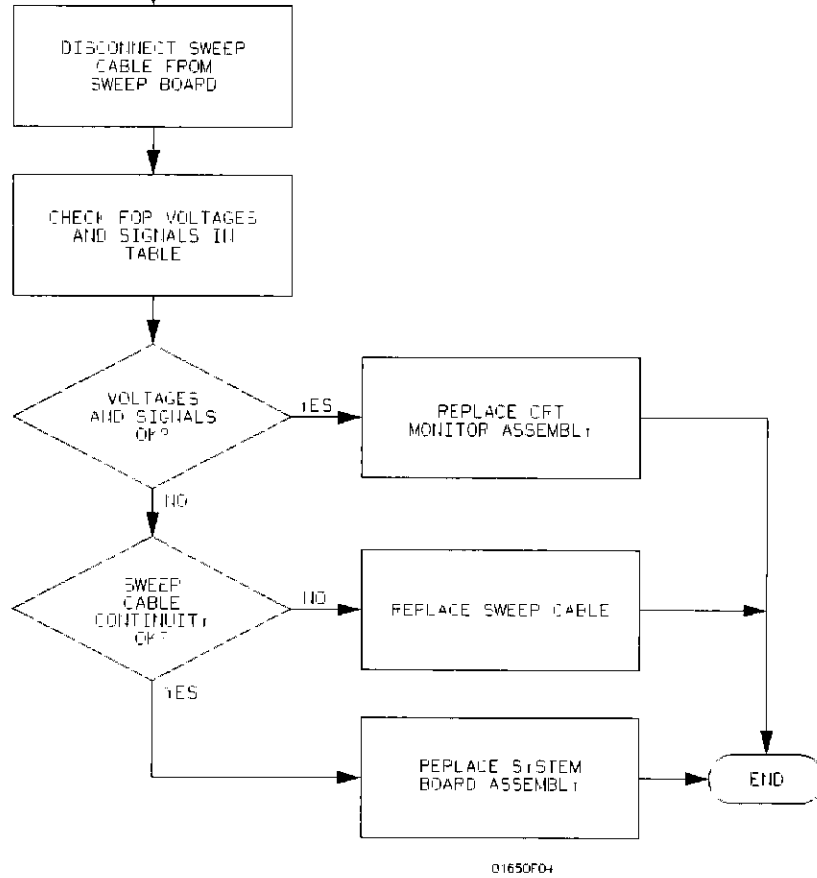 DISCONNECT SWEEP
CABLE FROM
SWEEP BOARD
CHECK FOR VOLTAGES
AND SIGNALS IN
TABLE
VOLTAGES
AND SIGNALS
OK?
YES
REPLACE CRT
MONITOR ASSEMBLY
NO
SWEEP
CABLE
CONTINUITY
OK?
NO
REPLACE SWEEP CABLE
YES
REPLACE SYSTEM
BOARD ASSEMBLY
END
01650F04